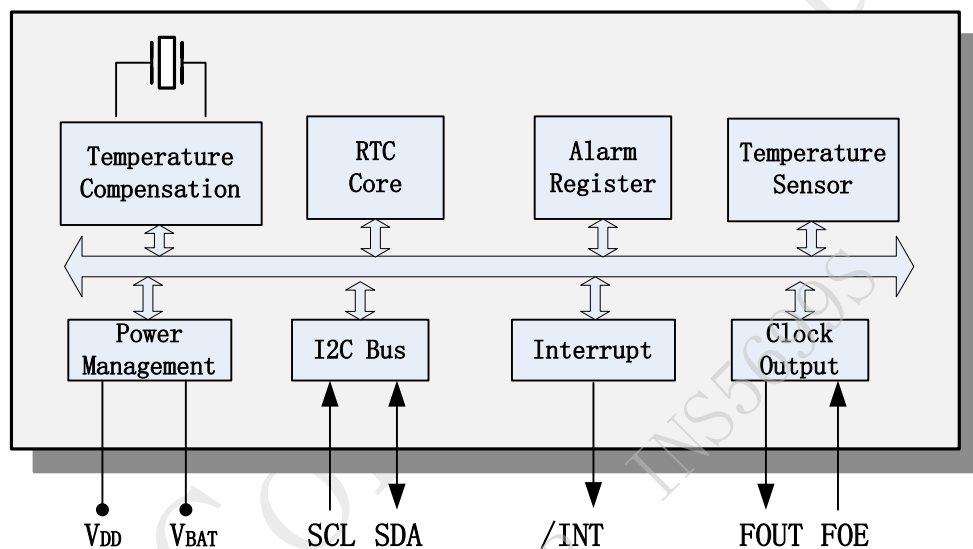 Temperature
Compensation
RTC
Core
Alarm
Register
Temperature
Sensor
Power
Management
I2C Bus
Interrupt
Clock
Output
VDD
VBAT
SCL
SDA
/INT
FOUT
FOE
INS5699S